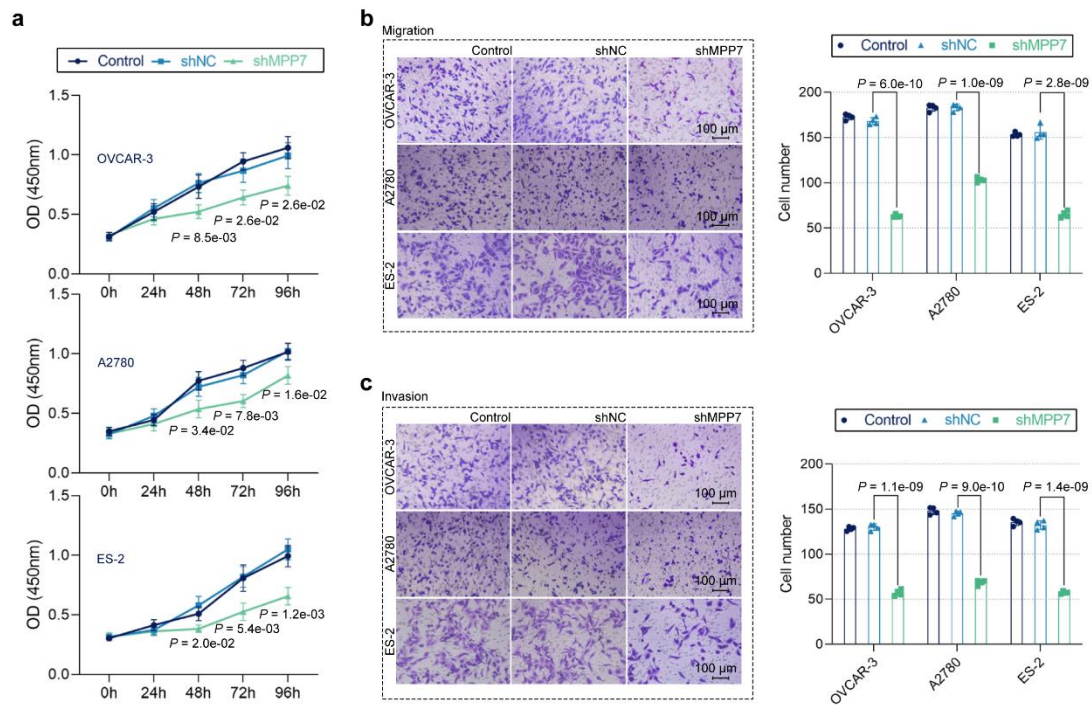 a
Control shNC shMPP7
OD (450nm)
1.5
1.0
0.5
0.0
OVCAR-3
P = 8.5e-03
P = 2.6e-02
P = 2.6e-02
0h 24h 48h 72h 96h
OD (450nm)
1.5
1.0
0.5
0.0
A2780
P = 3.4e-02
P = 7.8e-03
P = 1.6e-02
0h 24h 48h 72h 96h
OD (450nm)
1.5
1.0
0.5
0.0
ES-2
P = 2.0e-02
P = 5.4e-03
P = 1.2e-03
0h 24h 48h 72h 96h
b
Migration
Control shNC shMPP7
OVCAR-3
100 μm
A2780
100 μm
ES-2
100 μm
Control shNC shMPP7
P = 6.0e-10 P = 1.0e-09 P = 2.8e-09
Cell number
200
150
100
50
0
OVCAR-3 A2780 ES-2
c
Invasion
Control shNC shMPP7
OVCAR-3
100 μm
A2780
100 μm
ES-2
100 μm
Control shNC shMPP7
P = 1.1e-09 P = 9.0e-10 P = 1.4e-09
Cell number
200
150
100
50
0
OVCAR-3 A2780 ES-2